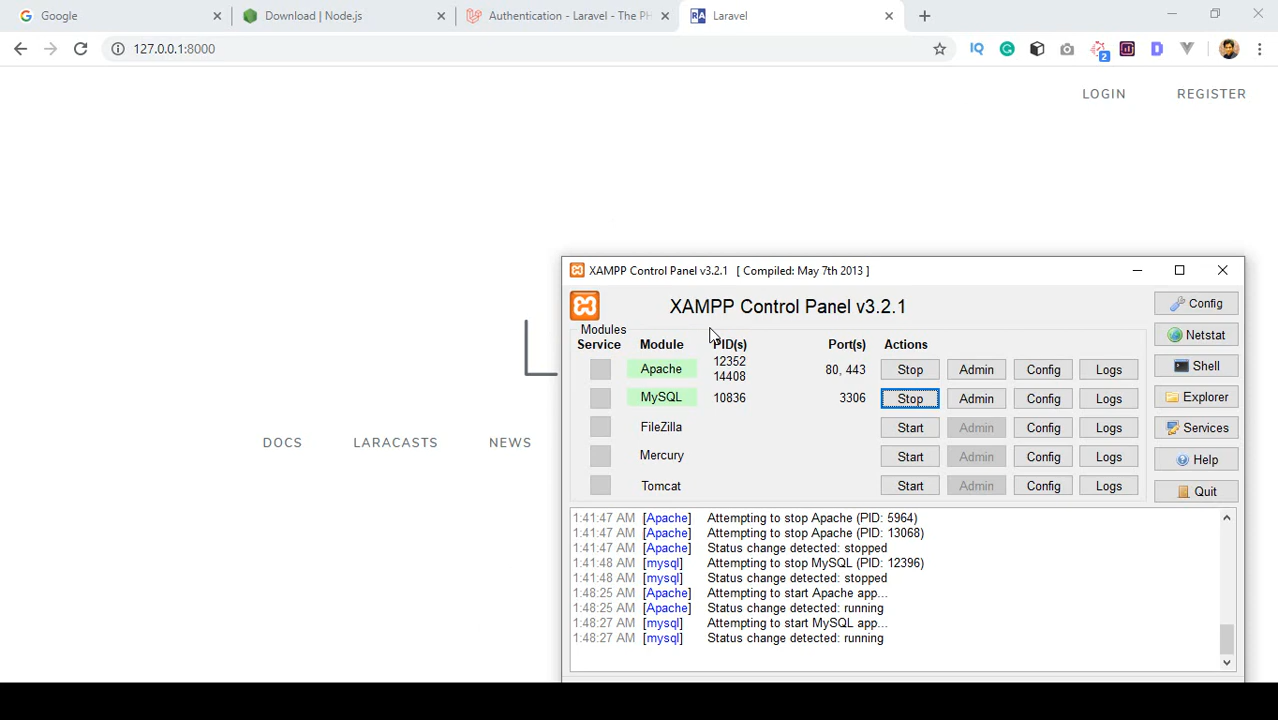 Google
Download | Node.js
Authentication - Laravel - The PH
Laravel
127.0.0.1:8000
IQ
2
D
LOGIN REGISTER
L
DOCS LARACASTS NEWS
XAMPP Control Panel v3.2.1 [ Compiled: May 7th 2013 ]
XAMPP Control Panel v3.2.1
Config
Modules
Service Module PID(s) Port(s) Actions
Netstat
Apache 12352 14408 80, 443 Stop Admin Config Logs
Shell
MySQL 10836 3306 Stop Admin Config Logs
Explorer
FileZilla Start Admin Config Logs
Services
Mercury Start Admin Config Logs
Help
Tomcat Start Admin Config Logs
Quit
1:41:47 AM [Apache] Attempting to stop Apache (PID: 5964)
1:41:47 AM [Apache] Attempting to stop Apache (PID: 13068)
1:41:47 AM [Apache] Status change detected: stopped
1:41:48 AM [mysql] Attempting to stop MySQL (PID: 12396)
1:41:48 AM [mysql] Status change detected: stopped
1:48:25 AM [Apache] Attempting to start Apache app...
1:48:25 AM [Apache] Status change detected: running
1:48:27 AM [mysql] Attempting to start MySQL app...
1:48:27 AM [mysql] Status change detected: running